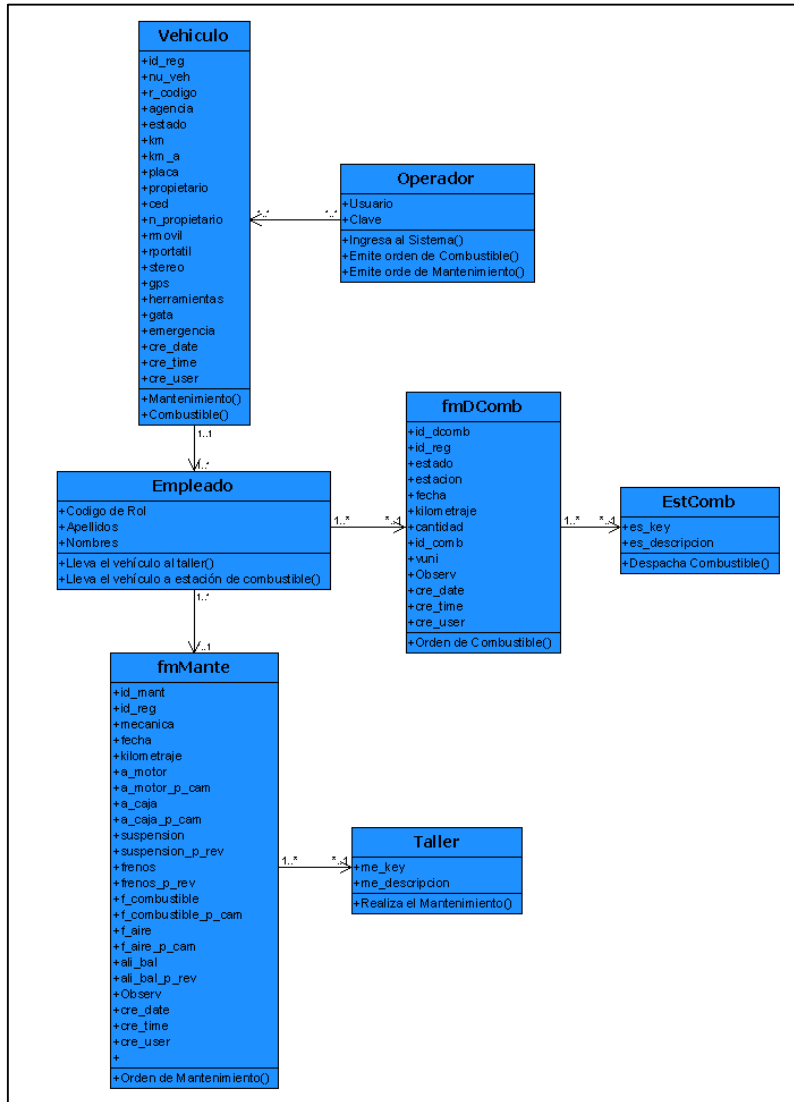 Vehiculo
+id_reg
+nu_veh
+r_codigo
+agencia
+estado
+km
+km_a
+placa
+propietario
+ced
+n_propietario
+rmovil
+rportatil
+stereo
+gps
+herramientas
+gata
+emergencia
+cre_date
+cre_time
+cre_user
+Mantenimiento()
+Combustible()
Operador
+Usuario
+Clave
+Ingresa al Sistema()
+Emite orden de Combustible()
+Emite orde de Mantenimiento()
1..1
1..*
Empleado
+Codigo de Rol
+Apellidos
+Nombres
+Lleva el vehículo al taller()
+Lleva el vehículo a estación de combustible()
1..*
*..1
fmDComb
+id_dcomb
+id_reg
+estado
+estacion
+fecha
+kilometraje
+cantidad
+id_comb
+vuni
+Observ
+cre_date
+cre_time
+cre_user
+Orden de Combustible()
1..*
*..1
EstComb
+es_key
+es_descripcion
+Despacha Combustible()
1..*
*..1
fmMante
+id_mant
+id_reg
+mecanica
+fecha
+kilometraje
+a_motor
+a_motor_p_cam
+a_caja
+a_caja_p_cam
+suspension
+suspension_p_rev
+frenos
+frenos_p_rev
+f_combustible
+f_combustible_p_cam
+f_aire
+f_aire_p_cam
+ali_bal
+ali_bal_p_rev
+Observ
+cre_date
+cre_time
+cre_user
+
+Orden de Mantenimiento()
1..*
*..1
Taller
+me_key
+me_descripcion
+Realiza el Mantenimiento()